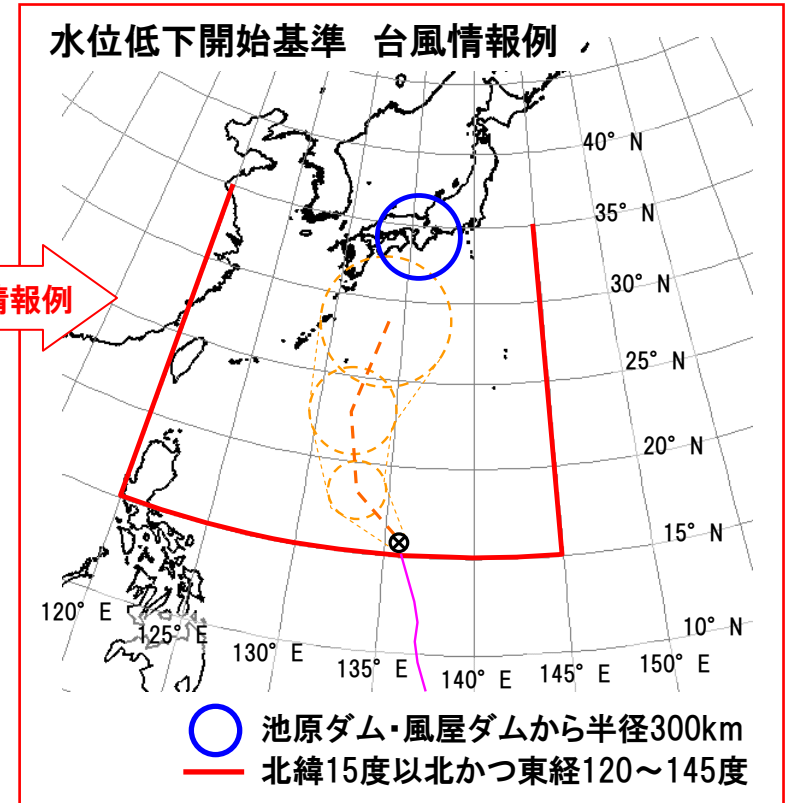 水位低下開始基準 台風情報例
40° N
35° N
情報例
30° N
25° N
20° N
15° N
120° E
125° E
10° N
130° E
135° E
140° E
145° E
150° E
池原ダム・風屋ダムから半径300km
北緯15度以北かつ東経120～145度